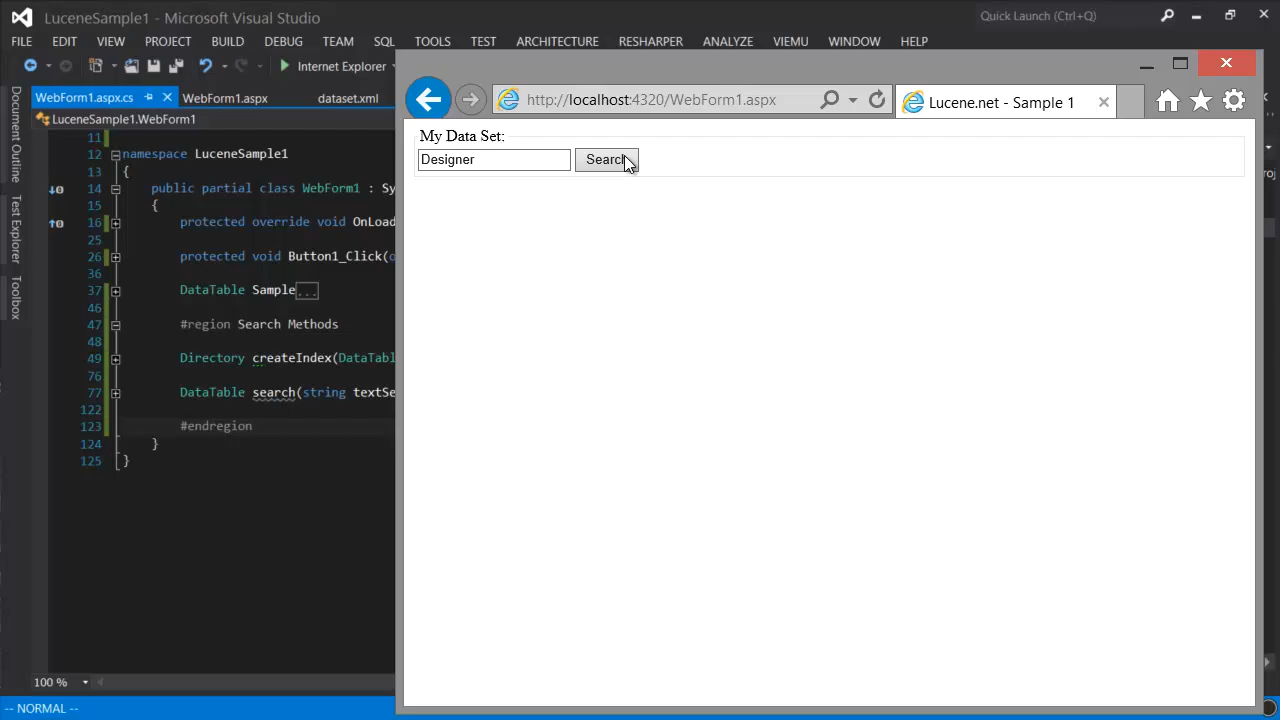 LuceneSample1 - Microsoft Visual Studio
Quick Launch (Ctrl+Q)
FILE EDIT VIEW PROJECT BUILD DEBUG TEAM SQL TOOLS TEST ARCHITECTURE RESHARPER ANALYZE VIEMU WINDOW HELP
Internet Explorer
WebForm1.aspx.cs WebForm1.aspx dataset.xml
LuceneSample1.WebForm1
Document Outline
Test Explorer
Toolbox
11
12 namespace LuceneSample1
13 {
14 public partial class WebForm1 : Sy
15 {
16 protected override void OnLoad
25
26 protected void Button1_Click(o
36
37 DataTable Sample...
46
47 #region Search Methods
48
49 Directory createIndex(DataTabl
76
77 DataTable search(string textSe
122
123 #endregion
124 }
125 }
100 %
-- NORMAL --
http://localhost:4320/WebForm1.aspx
Lucene.net - Sample 1
My Data Set:
Designer Search
roj